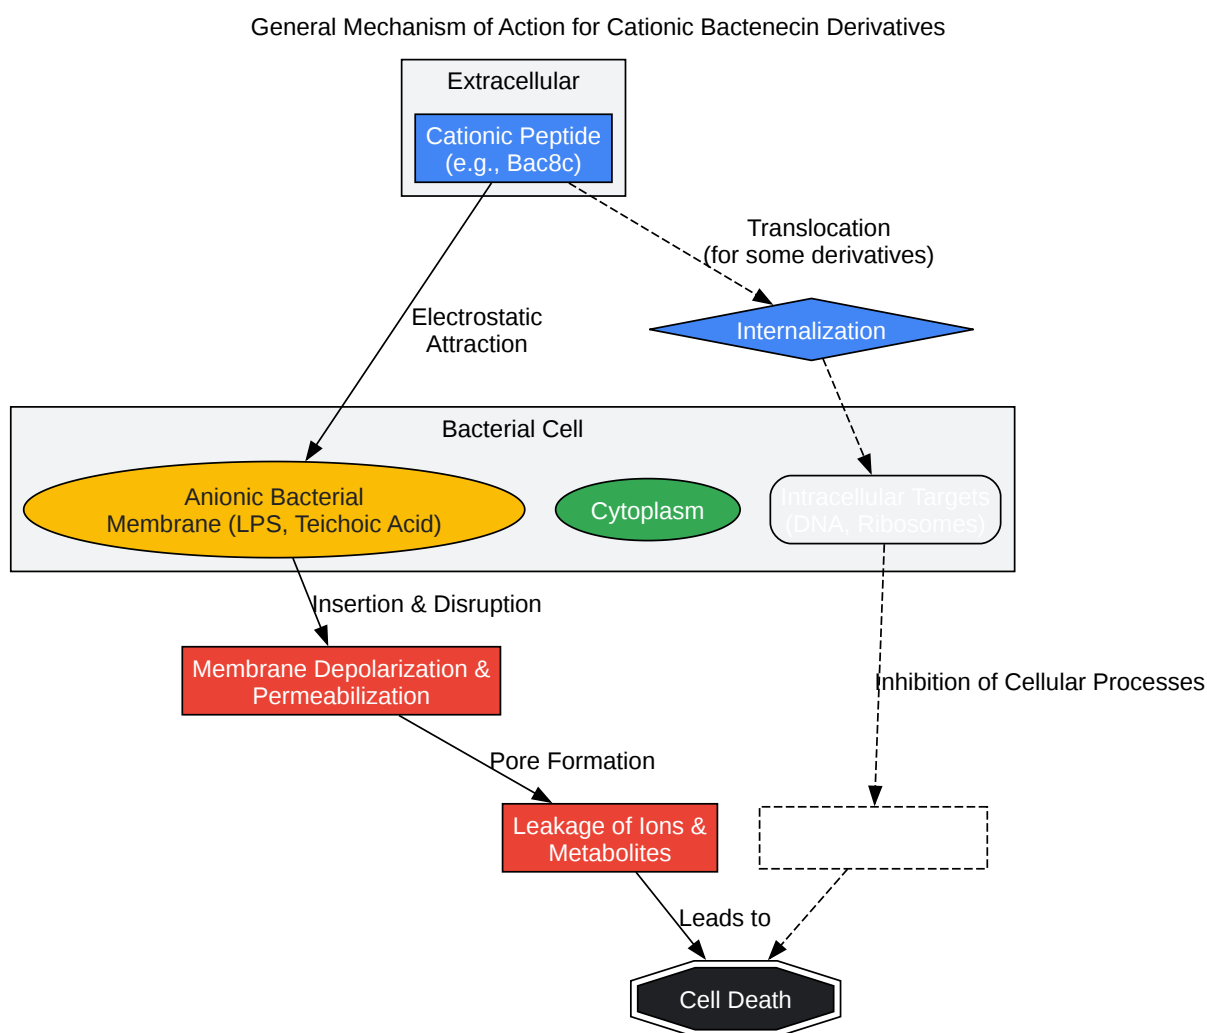 General Mechanism of Action for Cationic Bactenecin Derivatives
Extracellular
Cationic Peptide
(e.g., Bac8c)
Translocation
(for some derivatives)
Electrostatic
Attraction
Internalization
Bacterial Cell
Anionic Bacterial
Membrane (LPS, Teichoic Acid)
Cytoplasm
Intracellular Targets
(DNA, Ribosomes)
Insertion & Disruption
Membrane Depolarization &
Permeabilization
Inhibition of Cellular Processes
Pore Formation
Leakage of Ions &
Metabolites
Leads to
Cell Death